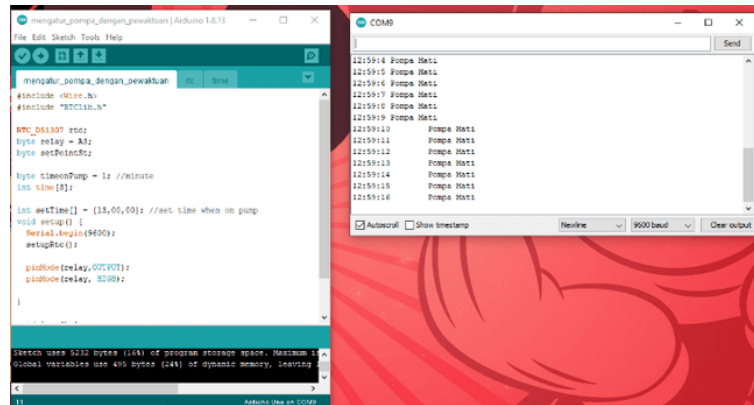 mengatur_pompa_dengan_pewaktuan | Arduino 1.8.13
File Edit Sketch Tools Help
mengatur_pompa_dengan_pewaktuan rtc time
#include <Wire.h>
#include "RTClib.h"
RTC_DS1307 rtc;
byte relay = A3;
byte setPointSt;
byte timeonPump = 1; //minute
int time[3];
int setTime[] = {13,00,00}; //set time when on pump
void setup() {
Serial.begin(9600);
setupRtc();
pinMode(relay,OUTPUT);
pinMode(relay, HIGH);
}
Sketch uses 5232 bytes (16%) of program storage space. Maximum
Global variables use 495 bytes (24%) of dynamic memory, leaving
11
Arduino Uno on COM9
COM9
Send
12:59:4 Pompa Mati
12:59:5 Pompa Mati
12:59:6 Pompa Mati
12:59:7 Pompa Mati
12:59:8 Pompa Mati
12:59:9 Pompa Mati
12:59:10 Pompa Mati
12:59:11 Pompa Mati
12:59:12 Pompa Mati
12:59:13 Pompa Mati
12:59:14 Pompa Mati
12:59:15 Pompa Mati
12:59:16 Pompa Mati
Autoscroll Show timestamp Newline 9600 baud Clear output